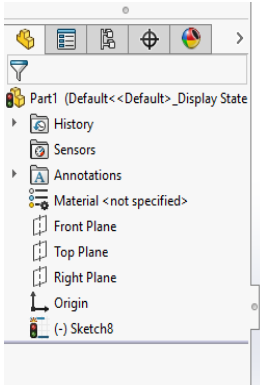 Part1 (Default<<Default>_Display State
History
Sensors
Annotations
Material <not specified>
Front Plane
Top Plane
Right Plane
Origin
(-) Sketch8